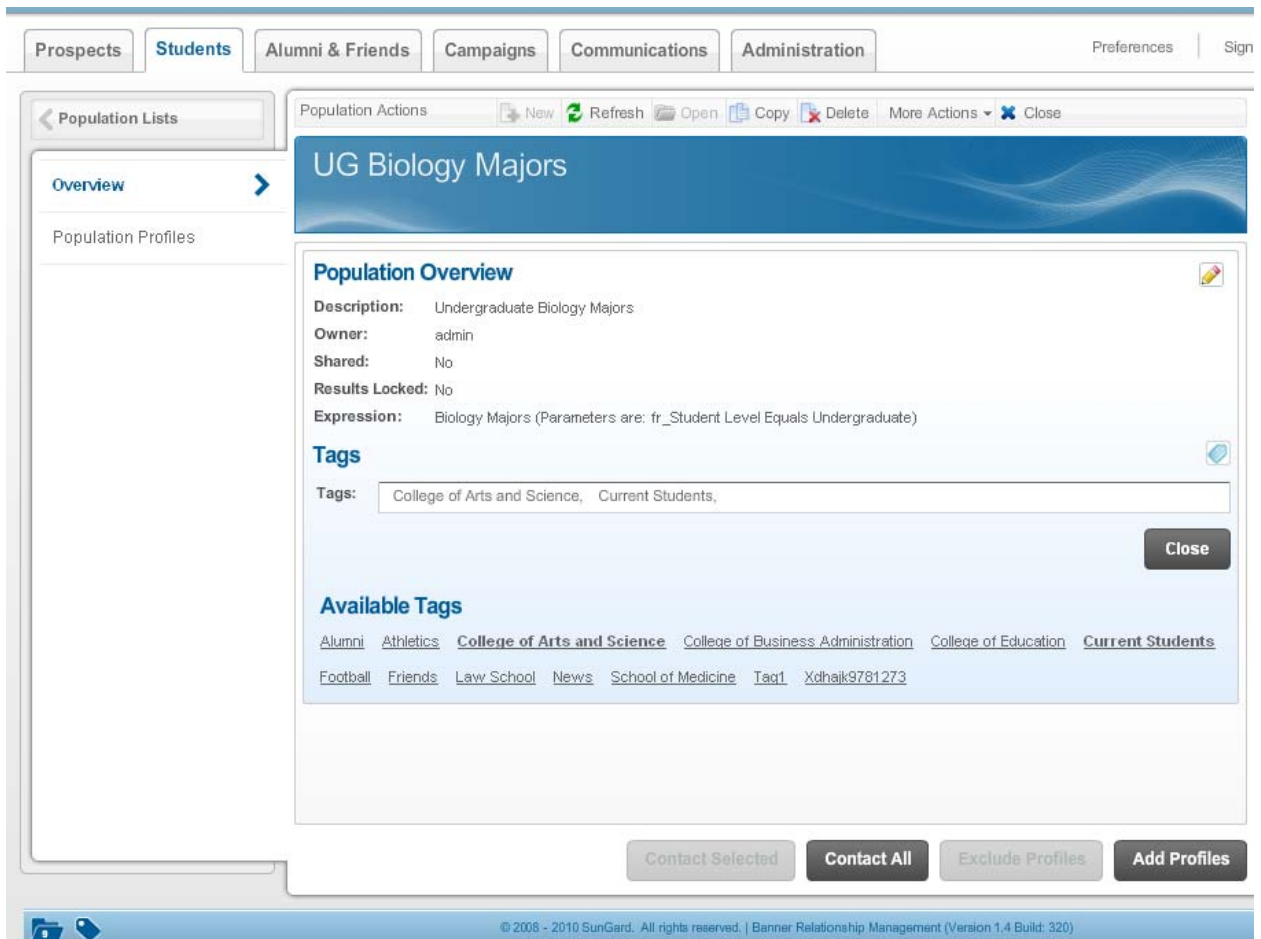 Prospects Students Alumni & Friends Campaigns Communications Administration Preferences Sign
Population Lists
Population Actions New Refresh Open Copy Delete More Actions Close
Overview
Population Profiles
UG Biology Majors
Population Overview
Description: Undergraduate Biology Majors
Owner: admin
Shared: No
Results Locked: No
Expression: Biology Majors (Parameters are: fr_Student Level Equals Undergraduate)
Tags
Tags: College of Arts and Science, Current Students,
Close
Available Tags
Alumni Athletics College of Arts and Science College of Business Administration College of Education Current Students
Football Friends Law School News School of Medicine Tag1 Xdhajk9781273
Contact Selected Contact All Exclude Profiles Add Profiles
9
© 2008 - 2010 SunGard. All rights reserved. | Banner Relationship Management (Version 1.4 Build: 320)